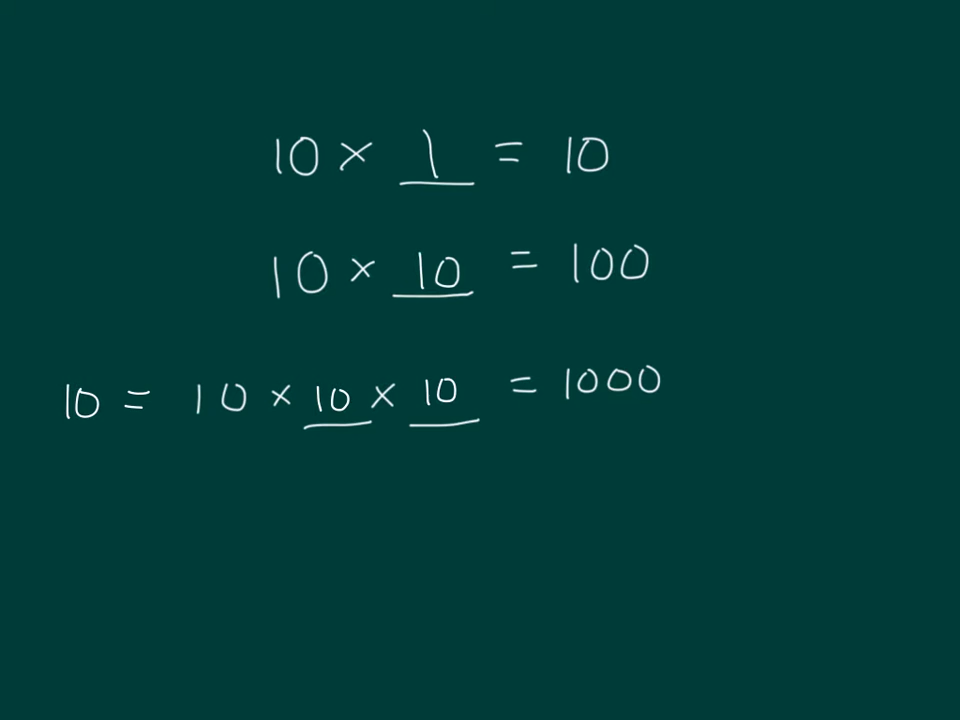 10 × 1 = 10
10 × 10 = 100
10 = 10 × 10 × 10 = 1000